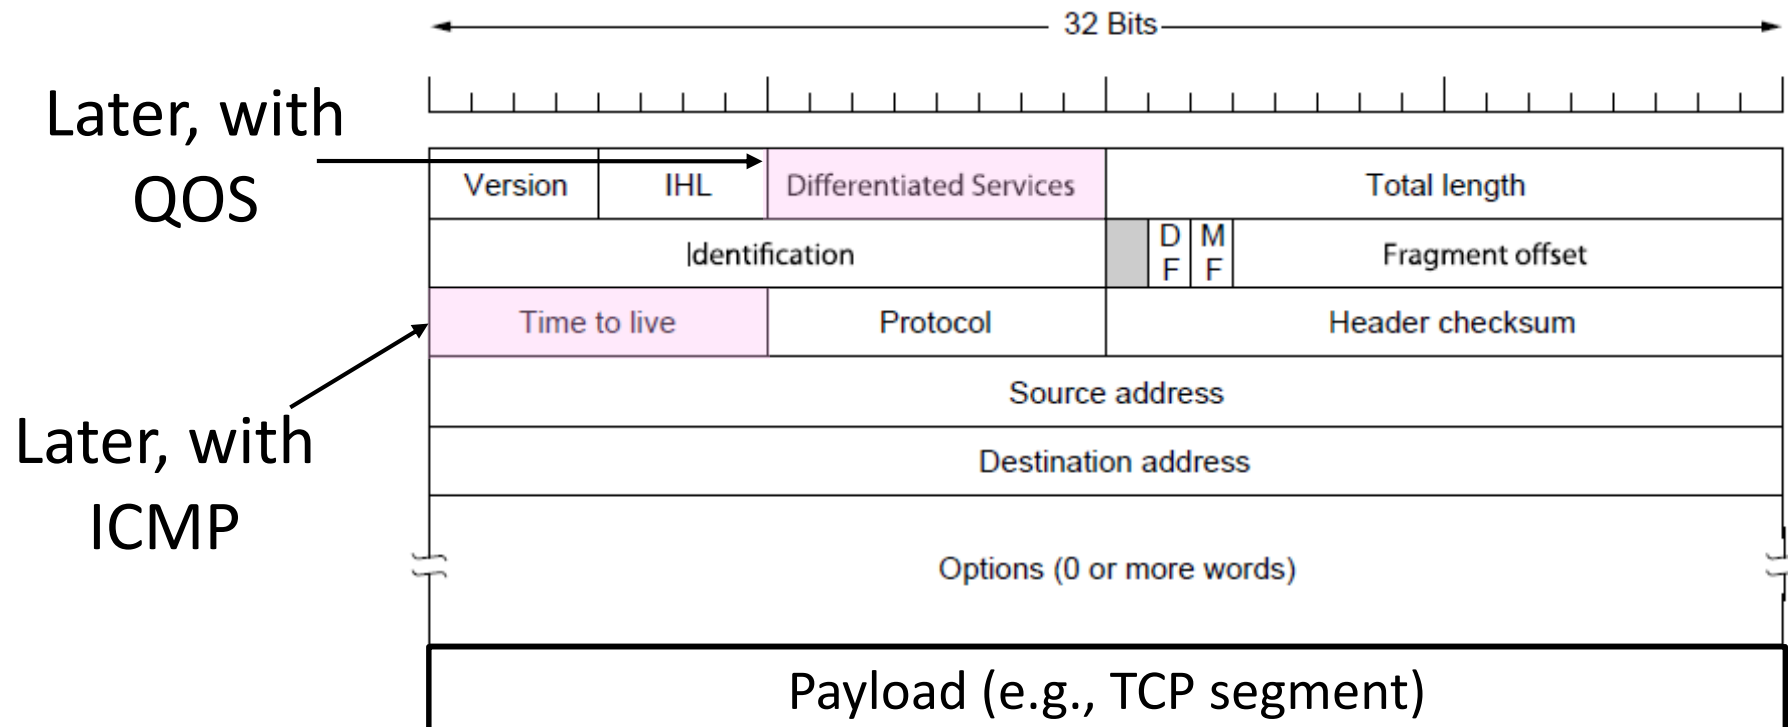 32 Bits
Later, with
QOS
Version IHL Differentiated Services Total length
Identification D F M F Fragment offset
Time to live Protocol Header checksum
Source address
Later, with
ICMP
Destination address
Options (0 or more words)
Payload (e.g., TCP segment)